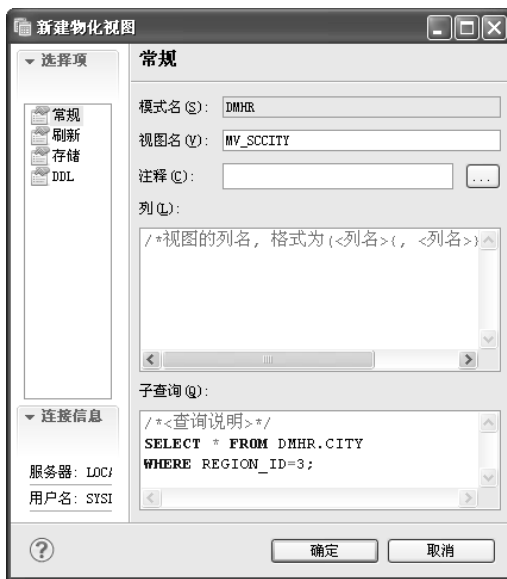 新建物化视图
选择项
常规
刷新
存储
DDL
连接信息
服务器: LOCA
用户名: SYSI
常规
模式名(S): DMHR
视图名(V): MV_SCCITY
注释(C):
...
列(L):
/*视图的列名, 格式为(<列名>{, <列名>}
子查询(Q):
/*<查询说明>*/
SELECT * FROM DMHR.CITY
WHERE REGION_ID=3;
确定
取消